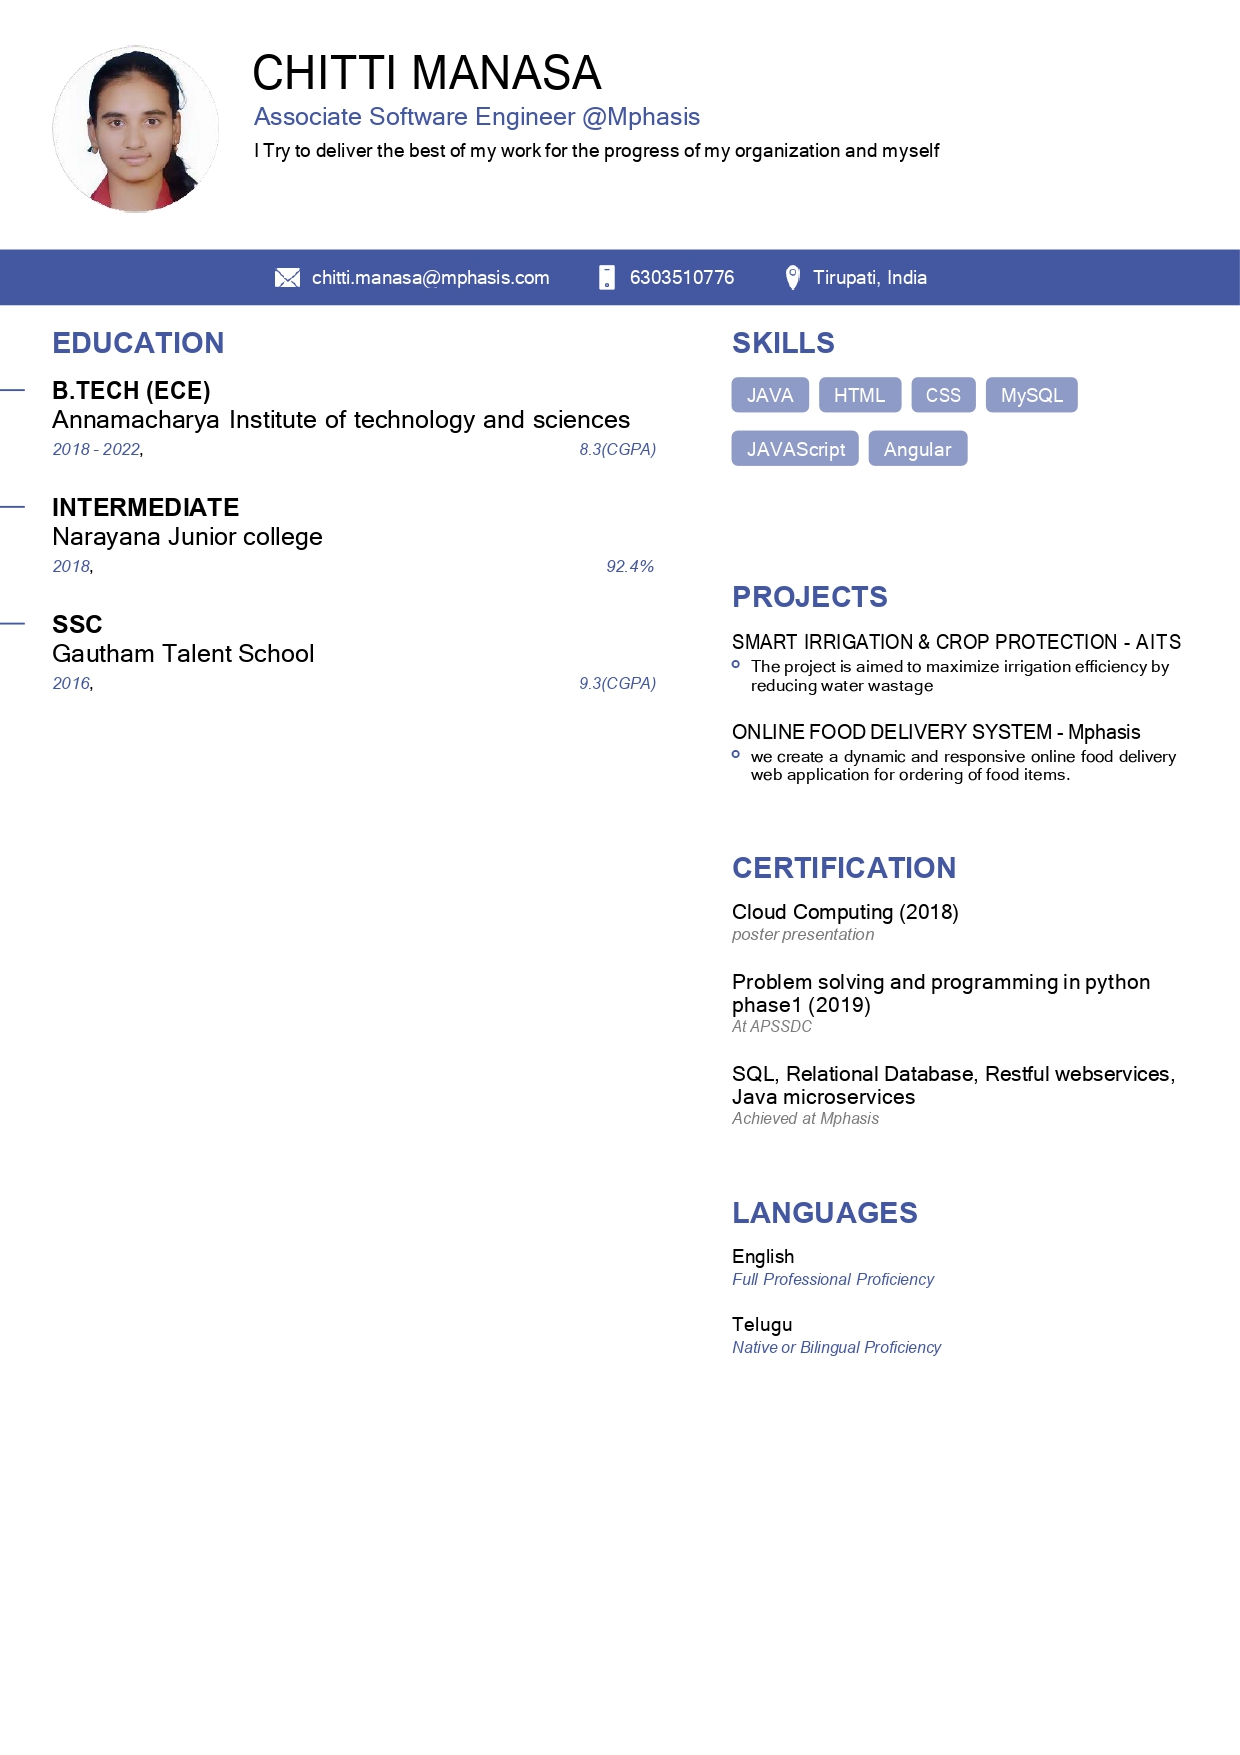 CHITTI MANASA
Associate Software Engineer @Mphasis
I Try to deliver the best of my work for the progress of my organization and myself
chitti.manasa@mphasis.com 6303510776 Tirupati, India
EDUCATION
B.TECH (ECE)
Annamacharya Institute of technology and sciences
2018 - 2022, 8.3(CGPA)
INTERMEDIATE
Narayana Junior college
2018, 92.4%
SSC
Gautham Talent School
2016, 9.3(CGPA)
SKILLS
JAVA HTML CSS MySQL
JAVAScript Angular
PROJECTS
SMART IRRIGATION & CROP PROTECTION - AITS
The project is aimed to maximize irrigation efficiency by
reducing water wastage
ONLINE FOOD DELIVERY SYSTEM - Mphasis
we create a dynamic and responsive online food delivery
web application for ordering of food items.
CERTIFICATION
Cloud Computing (2018)
poster presentation
Problem solving and programming in python
phase1 (2019)
At APSSDC
SQL, Relational Database, Restful webservices,
Java microservices
Achieved at Mphasis
LANGUAGES
English
Full Professional Proficiency
Telugu
Native or Bilingual Proficiency